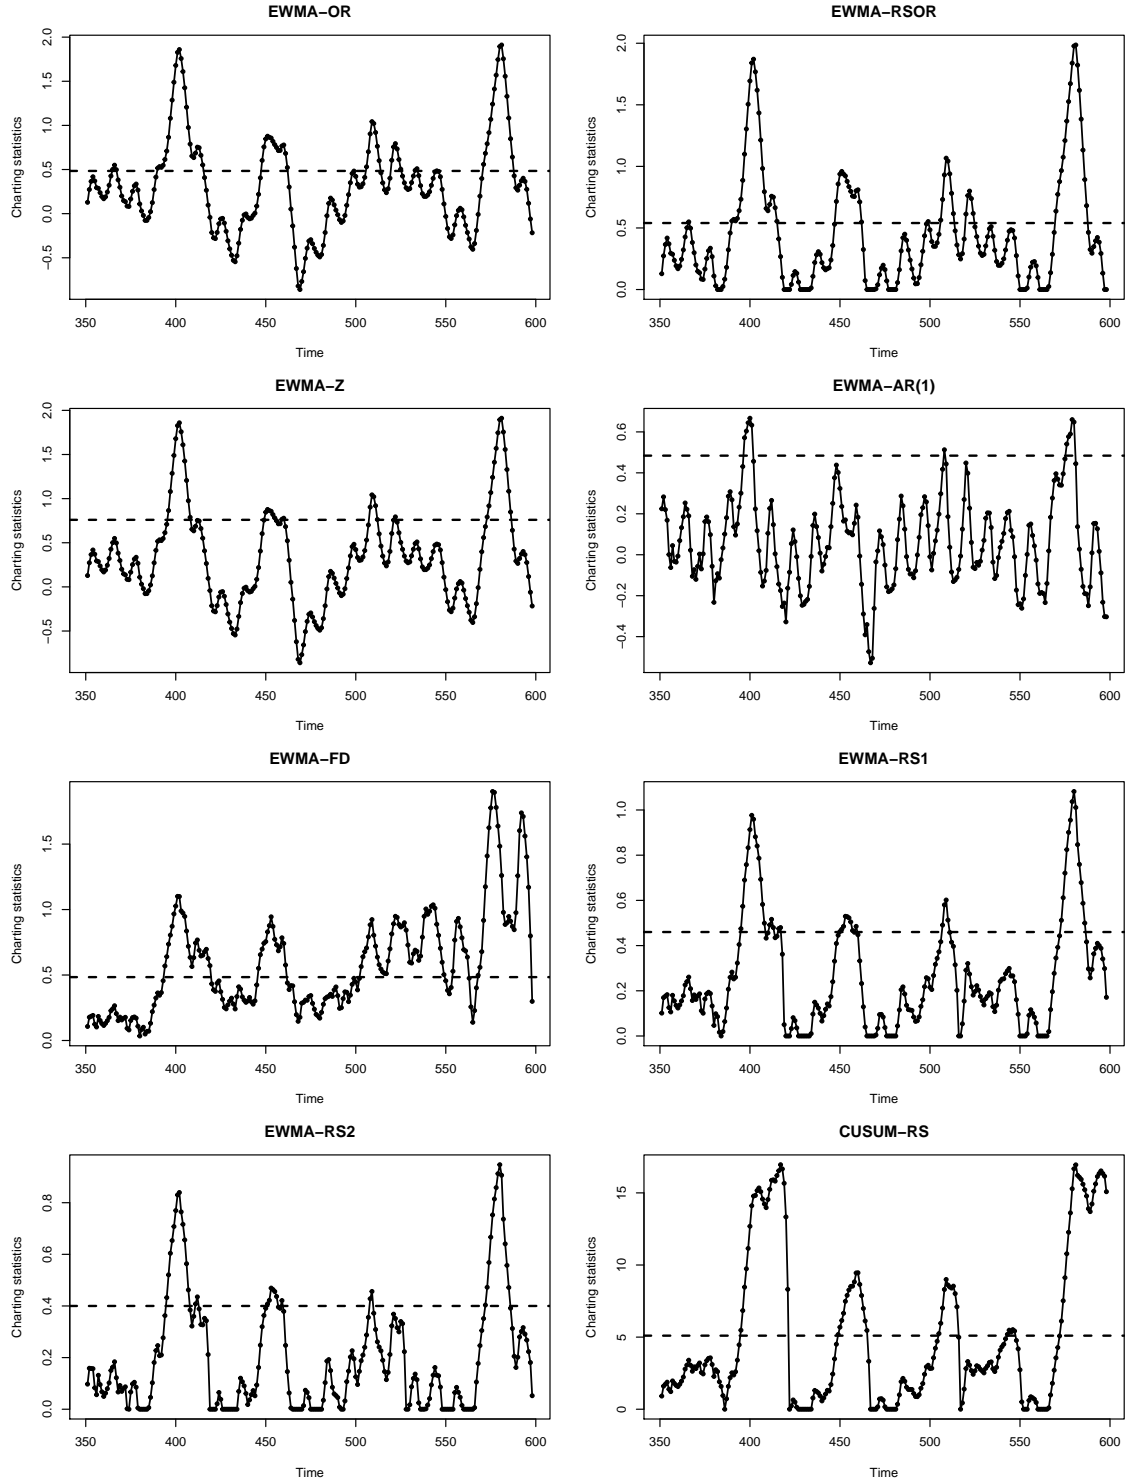 EWMA−OR
Charting statistics
−0.5 0.0 0.5 1.0 1.5 2.0
350 400 450 500 550 600
Time
EWMA−RSOR
Charting statistics
0.0 0.5 1.0 1.5 2.0
350 400 450 500 550 600
Time
EWMA−Z
Charting statistics
−0.5 0.0 0.5 1.0 1.5 2.0
350 400 450 500 550 600
Time
EWMA−AR(1)
Charting statistics
−0.4 −0.2 0.0 0.2 0.4 0.6
350 400 450 500 550 600
Time
EWMA−FD
Charting statistics
0.0 0.5 1.0 1.5
350 400 450 500 550 600
Time
EWMA−RS1
Charting statistics
0.0 0.2 0.4 0.6 0.8 1.0
350 400 450 500 550 600
Time
EWMA−RS2
Charting statistics
0.0 0.2 0.4 0.6 0.8
350 400 450 500 550 600
Time
CUSUM−RS
Charting statistics
0 5 10 15
350 400 450 500 550 600
Time